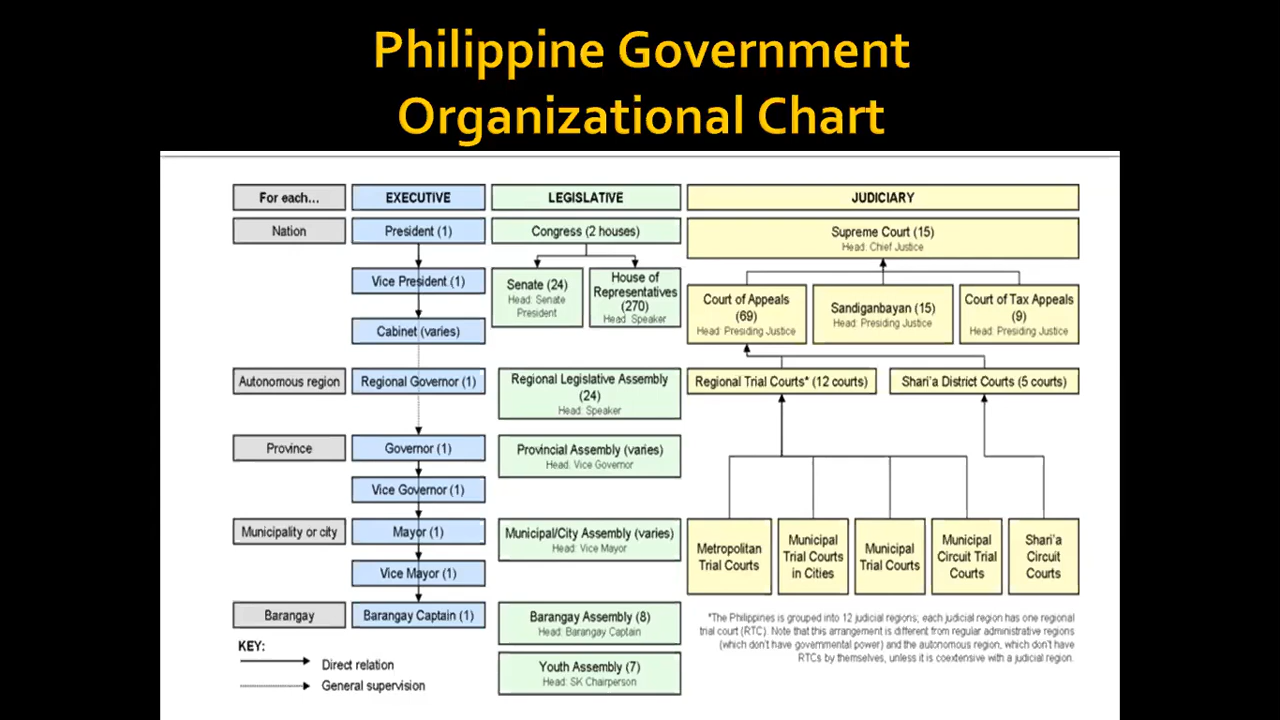 Philippine Government
Organizational Chart
For each...
EXECUTIVE
LEGISLATIVE
JUDICIARY
Nation
President (1)
Congress (2 houses)
Supreme Court (15)
Head: Chief Justice
Vice President (1)
Senate (24)
Head: Senate
President
House of
Representatives
(270)
Head: Speaker
Court of Appeals
(69)
Head: Presiding Justice
Sandiganbayan (15)
Head: Presiding Justice
Court of Tax Appeals
(9)
Head: Presiding Justice
Cabinet (varies)
Autonomous region
Regional Governor (1)
Regional Legislative Assembly
(24)
Head: Speaker
Regional Trial Courts* (12 courts)
Shari'a District Courts (5 courts)
Province
Governor (1)
Provincial Assembly (varies)
Head: Vice Governor
Vice Governor (1)
Municipality or city
Mayor (1)
Municipal/City Assembly (varies)
Head: Vice Mayor
Metropolitan
Trial Courts
Municipal
Trial Courts
in Cities
Municipal
Trial Courts
Municipal
Circuit Trial
Courts
Shari'a
Circuit
Courts
Vice Mayor (1)
Barangay
Barangay Captain (1)
Barangay Assembly (8)
Head: Barangay Captain
Youth Assembly (7)
Head: SK Chairperson
*The Philippines is grouped into 12 judicial regions; each judicial region has one regional
trial court (RTC). Note that this arrangement is different from regular administrative regions
(which don't have governmental power) and the autonomous region, which don't have
RTCs by themselves, unless it is coextensive with a judicial region.
KEY:
Direct relation
General supervision